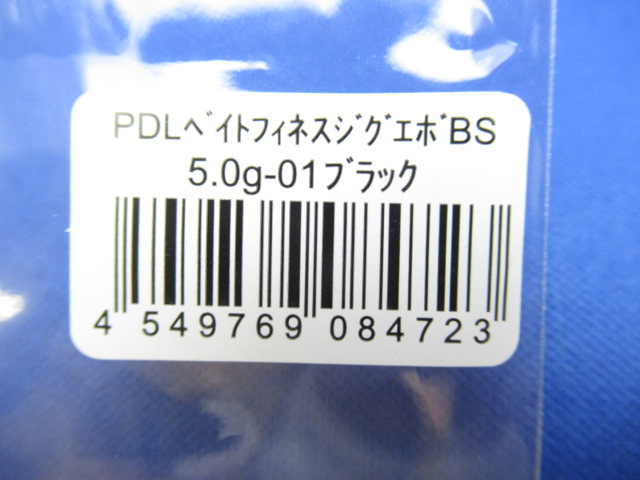 PDLﾍﾞｲﾄﾌｨﾈｽｼﾞｸﾞｴﾎﾞBS
5.0g-01ﾌﾞﾗｯｸ
4 549769 084723